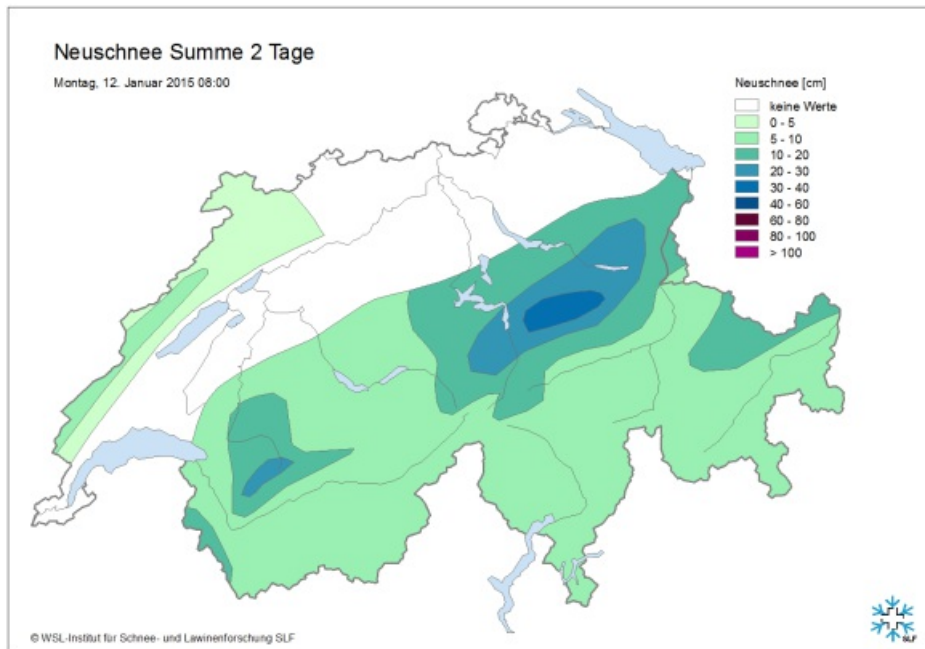 Neuschnee Summe 2 Tage
Montag, 12. Januar 2015 08:00
Neuschnee [cm]
keine Werte
0 - 5
5 - 10
10 - 20
20 - 30
30 - 40
40 - 60
60 - 80
80 - 100
> 100
© WSL-Institut für Schnee- und Lawinenforschung SLF
SLF